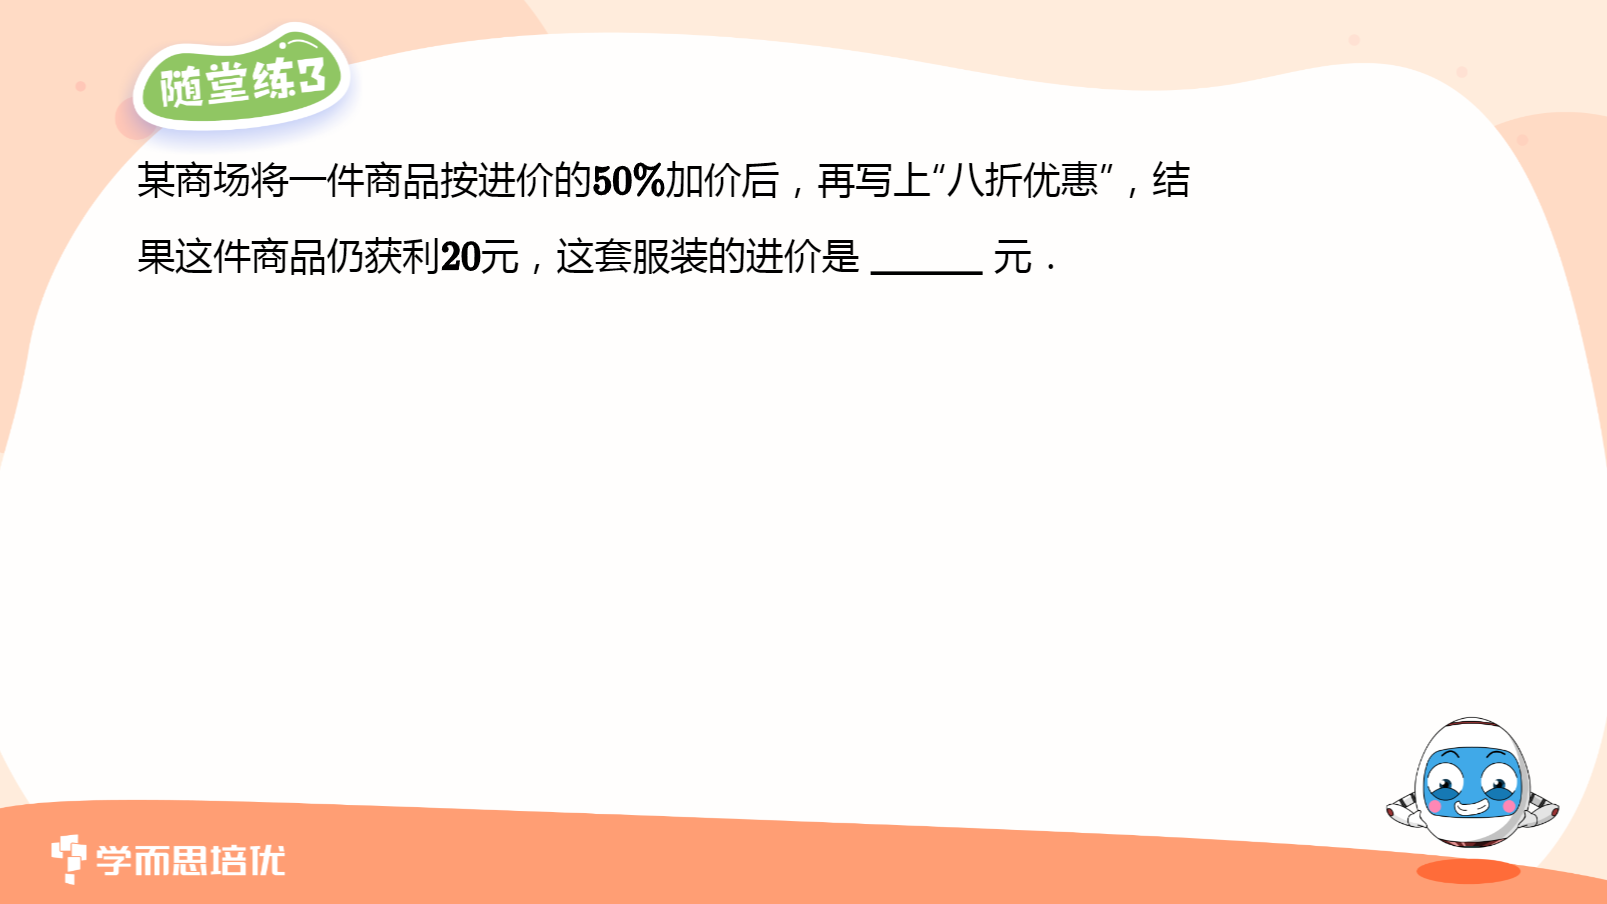 随堂练3
某商场将一件商品按进价的50%加价后，再写上“八折优惠”，结
果这件商品仍获利20元，这套服装的进价是 ______ 元．
学而思培优